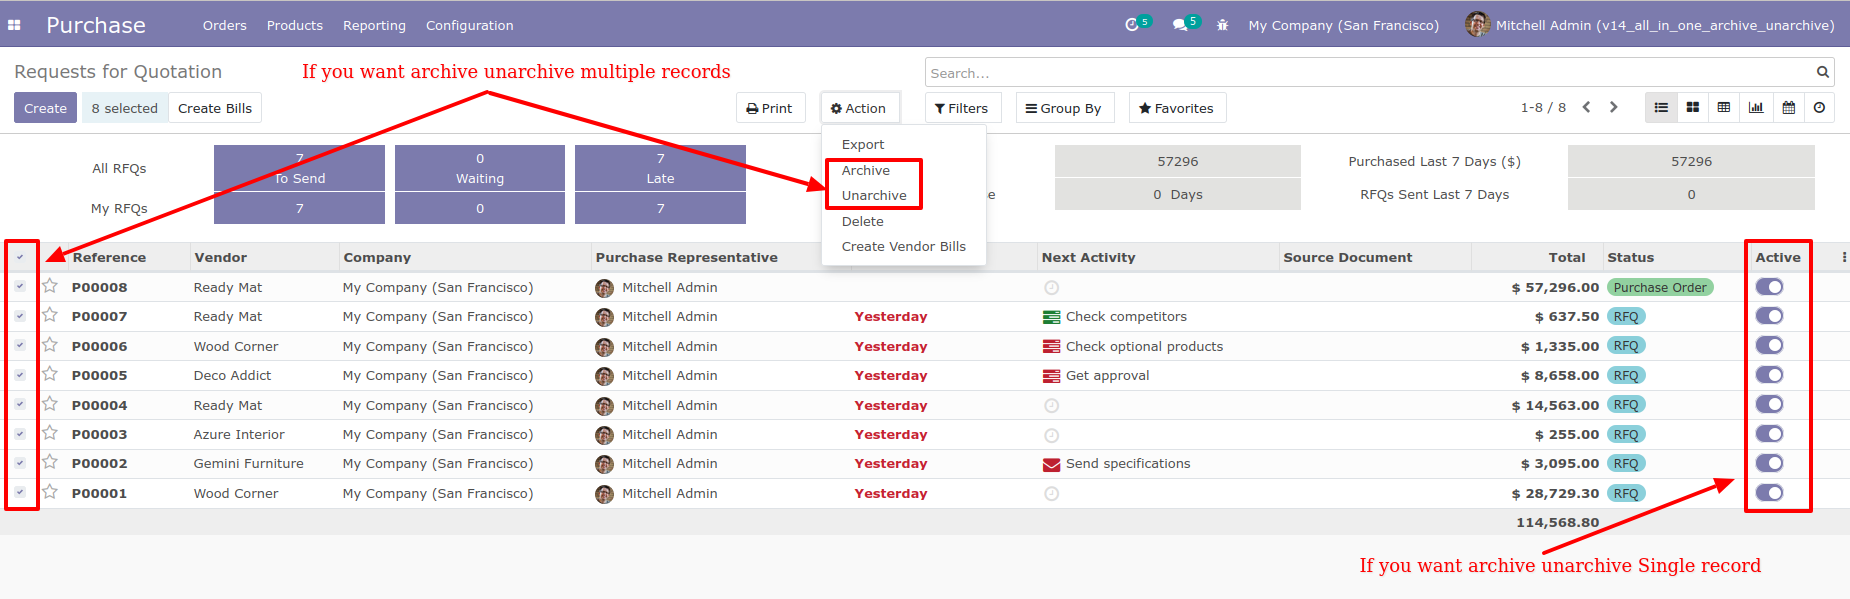 Purchase Orders Products Reporting Configuration 5 5 My Company (San Francisco) Mitchell Admin (v14_all_in_one_archive_unarchive)
Requests for Quotation If you want archive unarchive multiple records Search...
Create 8 selected Create Bills Print Action Filters Group By Favorites 1-8 / 8
Export
Archive
Unarchive
Delete
Create Vendor Bills
All RFQs 7 To Send 0 Waiting 7 Late 57296 Purchased Last 7 Days ($) 57296
My RFQs 7 0 7 0 Days RFQs Sent Last 7 Days 0
Reference Vendor Company Purchase Representative Next Activity Source Document Total Status Active
P00008 Ready Mat My Company (San Francisco) Mitchell Admin $ 57,296.00 Purchase Order
P00007 Ready Mat My Company (San Francisco) Mitchell Admin Yesterday Check competitors $ 637.50 RFQ
P00006 Wood Corner My Company (San Francisco) Mitchell Admin Yesterday Check optional products $ 1,335.00 RFQ
P00005 Deco Addict My Company (San Francisco) Mitchell Admin Yesterday Get approval $ 8,658.00 RFQ
P00004 Ready Mat My Company (San Francisco) Mitchell Admin Yesterday $ 14,563.00 RFQ
P00003 Azure Interior My Company (San Francisco) Mitchell Admin Yesterday $ 255.00 RFQ
P00002 Gemini Furniture My Company (San Francisco) Mitchell Admin Yesterday Send specifications $ 3,095.00 RFQ
P00001 Wood Corner My Company (San Francisco) Mitchell Admin Yesterday $ 28,729.30 RFQ
114,568.80
If you want archive unarchive Single record